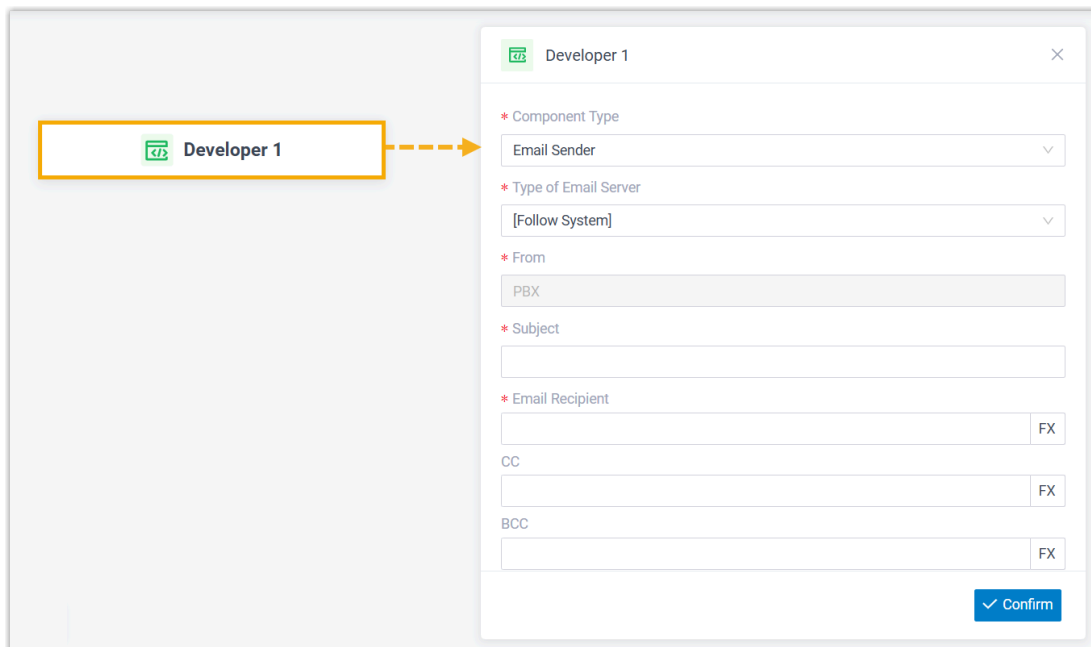 Developer 1
Developer 1
* Component Type
Email Sender
* Type of Email Server
[Follow System]
* From
PBX
* Subject
* Email Recipient
FX
CC
FX
BCC
FX
Confirm